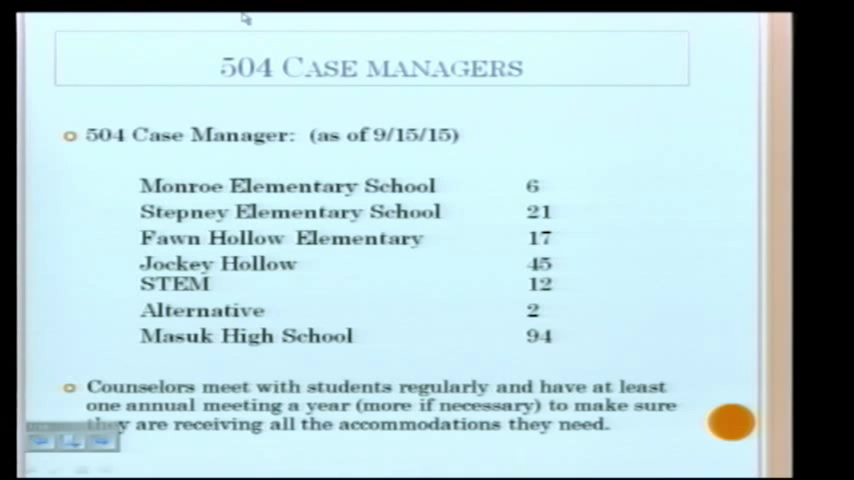 504 CASE MANAGERS
504 Case Manager: (as of 9/15/15)
Monroe Elementary School 6
Stepney Elementary School 21
Fawn Hollow Elementary 17
Jockey Hollow 45
STEM 12
Alternative 2
Masuk High School 94
Counselors meet with students regularly and have at least
one annual meeting a year (more if necessary) to make sure
they are receiving all the accommodations they need.